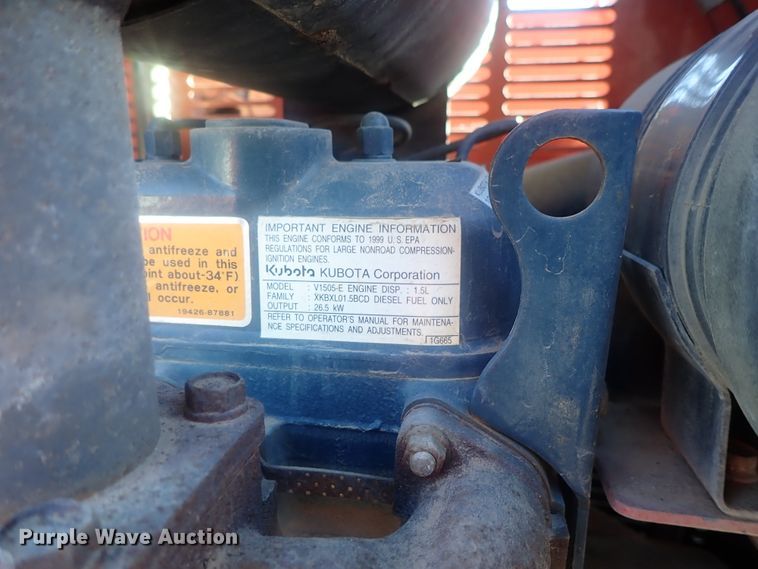 ION
antifreeze and
be used in this
oint about-34°F)
antifreeze, or
l occur.
19426-87881
IMPORTANT ENGINE INFORMATION
THIS ENGINE CONFORMS TO 1999 U.S.EPA
REGULATIONS FOR LARGE NONROAD COMPRESSION-
IGNITION ENGINES.
Kubota KUBOTA Corporation
MODEL : V1505-E ENGINE DISP. : 1.5L
FAMILY : XKBXL01.5BCD DIESEL FUEL ONLY
OUTPUT : 26.5 kW
REFER TO OPERATOR'S MANUAL FOR MAINTENA-
NCE SPECIFICATIONS AND ADJUSTMENTS.
1G665
Purple Wave Auction